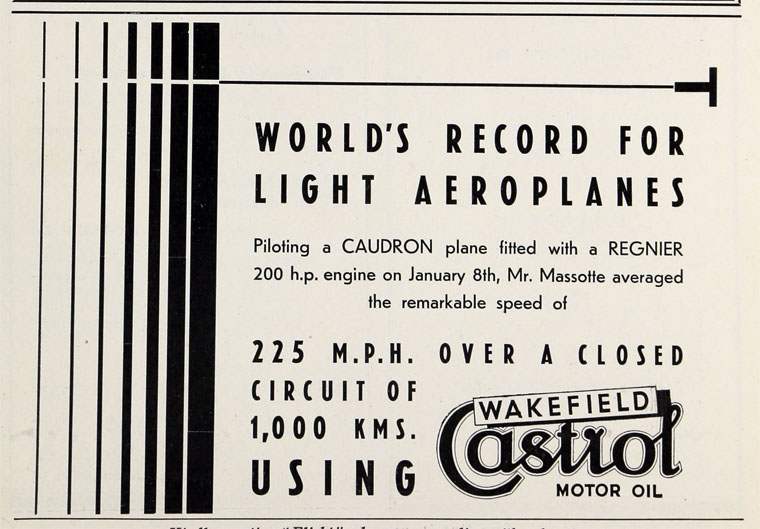 WORLD'S RECORD FOR
LIGHT AEROPLANES
Piloting a CAUDRON plane fitted with a REGNIER
200 h.p. engine on January 8th, Mr. Massotte averaged
the remarkable speed of
225 M.P.H. OVER A CLOSED
CIRCUIT OF
1,000 KMS.
USING
WAKEFIELD
Castrol
MOTOR OIL